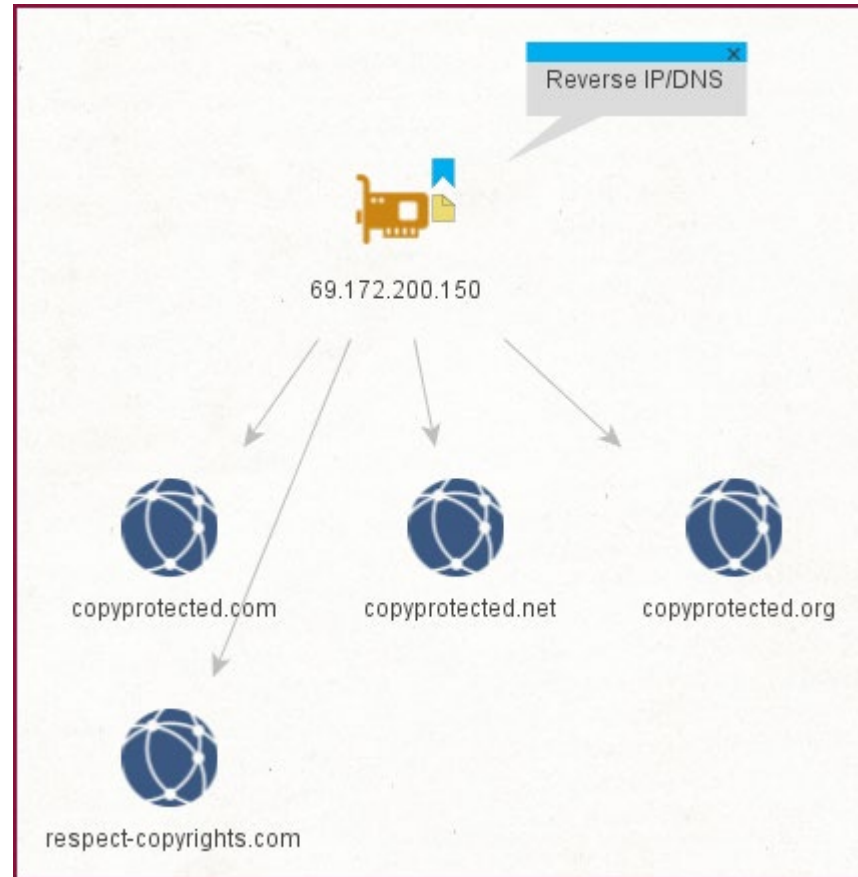 Reverse IP/DNS
69.172.200.150
copyprotected.com
copyprotected.net
copyprotected.org
respect-copyrights.com